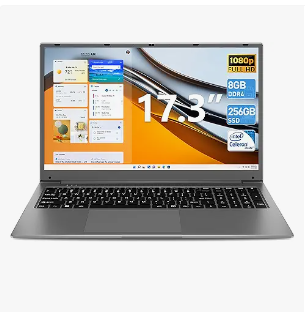 1080p
FULL HD
17.3”
8GB
DDR4
256GB
SSD
intel
Celeron